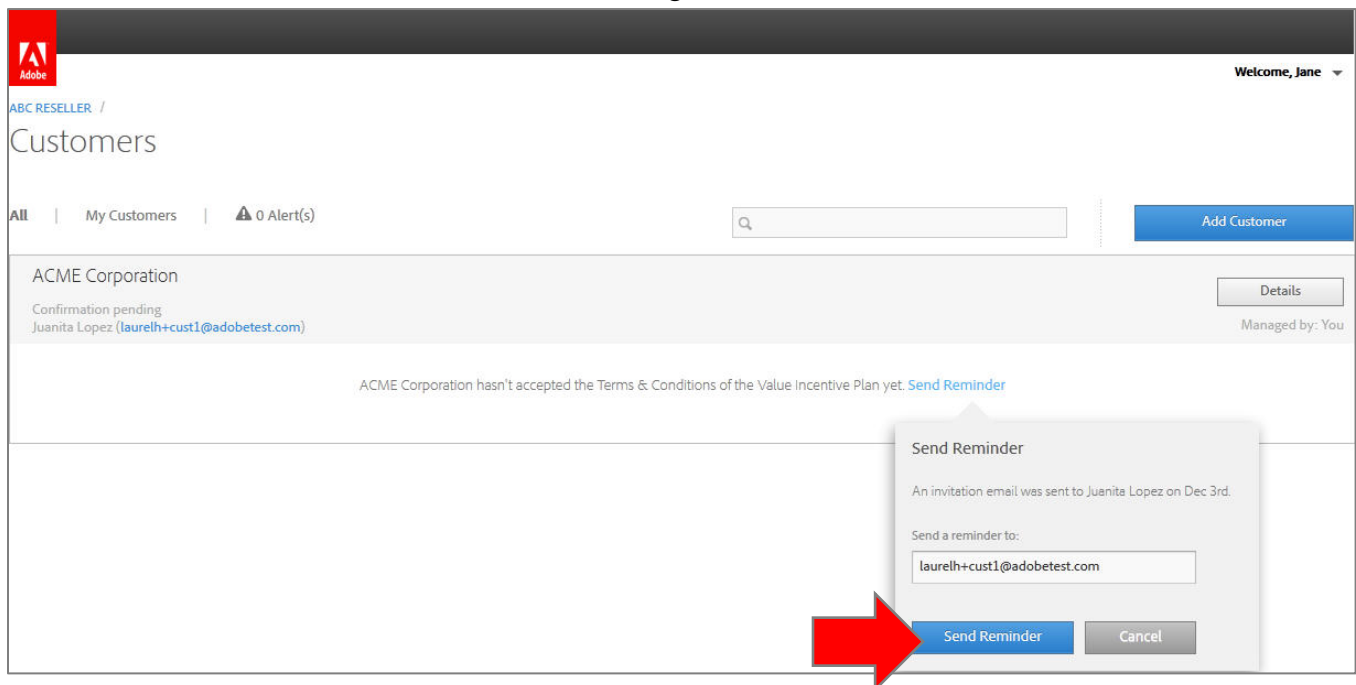 Adobe
Welcome, Jane
ABC RESELLER /
Customers
All | My Customers | 0 Alert(s)
Add Customer
ACME Corporation
Details
Confirmation pending
Juanita Lopez (laurelh+cust1@adobetest.com)
Managed by: You
ACME Corporation hasn't accepted the Terms & Conditions of the Value Incentive Plan yet. Send Reminder
Send Reminder
An invitation email was sent to Juanita Lopez on Dec 3rd.
Send a reminder to:
laurelh+cust1@adobetest.com
Send Reminder
Cancel